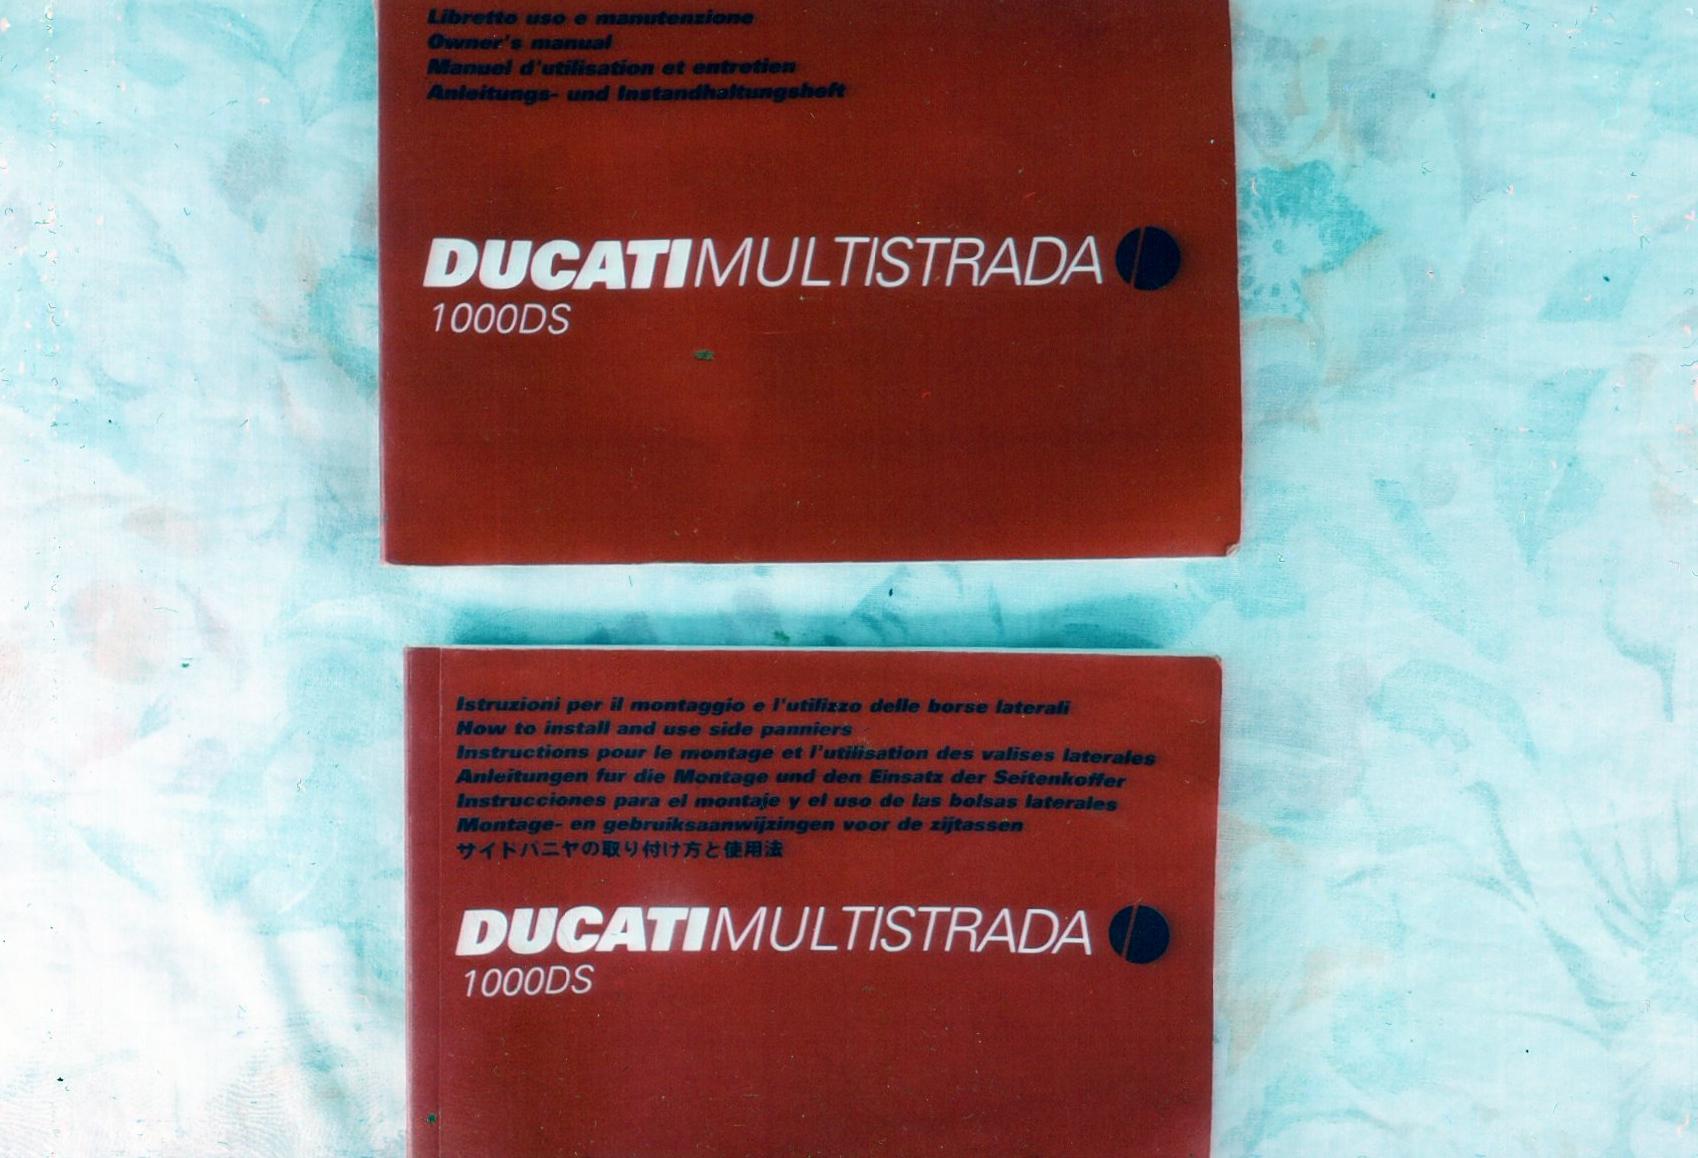 Libretto uso e manutenzione
Owner's manual
Manuel d'utilisation et entretien
Anleitungs- und Instandhaltungsheft
DUCATIMULTISTRADA
1000DS
Istruzioni per il montaggio e l'utilizzo delle borse laterali
How to install and use side panniers
Instructions pour le montage et l'utilisation des valises laterales
Anleitungen fur die Montage und den Einsatz der Seitenkoffer
Instrucciones para el montaje y el uso de las bolsas laterales
Montage- en gebruiksaanwijzingen voor de zijtassen
サイドパニヤの取り付け方と使用法
DUCATIMULTISTRADA
1000DS